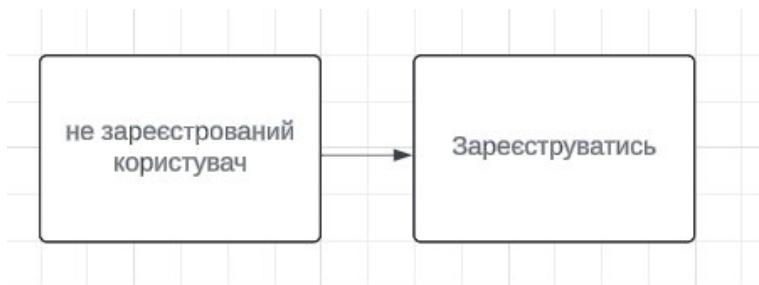 не зареєстрований
користувач
Зареєструватись